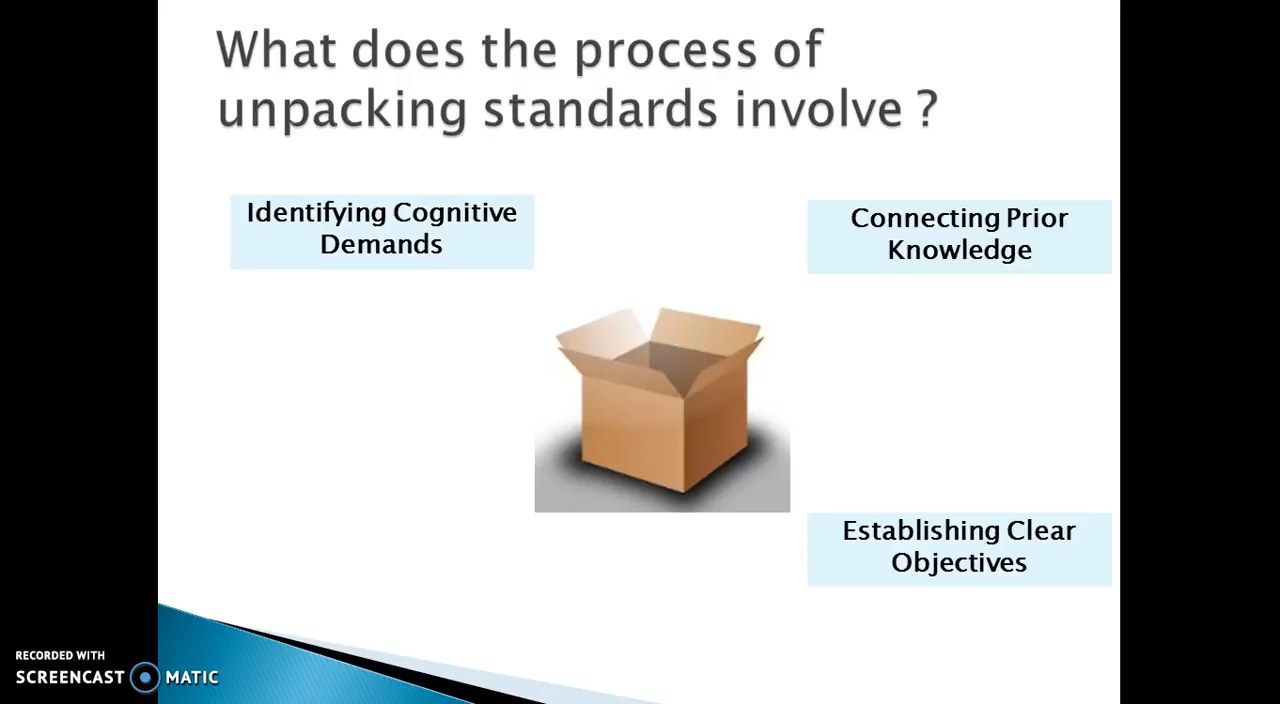 What does the process of
unpacking standards involve ?
Identifying Cognitive
Demands
Connecting Prior
Knowledge
Establishing Clear
Objectives
RECORDED WITH
SCREENCAST MATIC